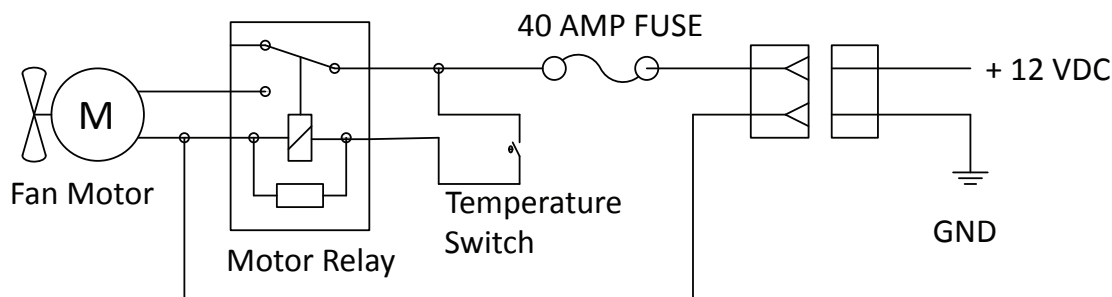 40 AMP FUSE
+ 12 VDC
M
Fan Motor
Temperature
Switch
GND
Motor Relay